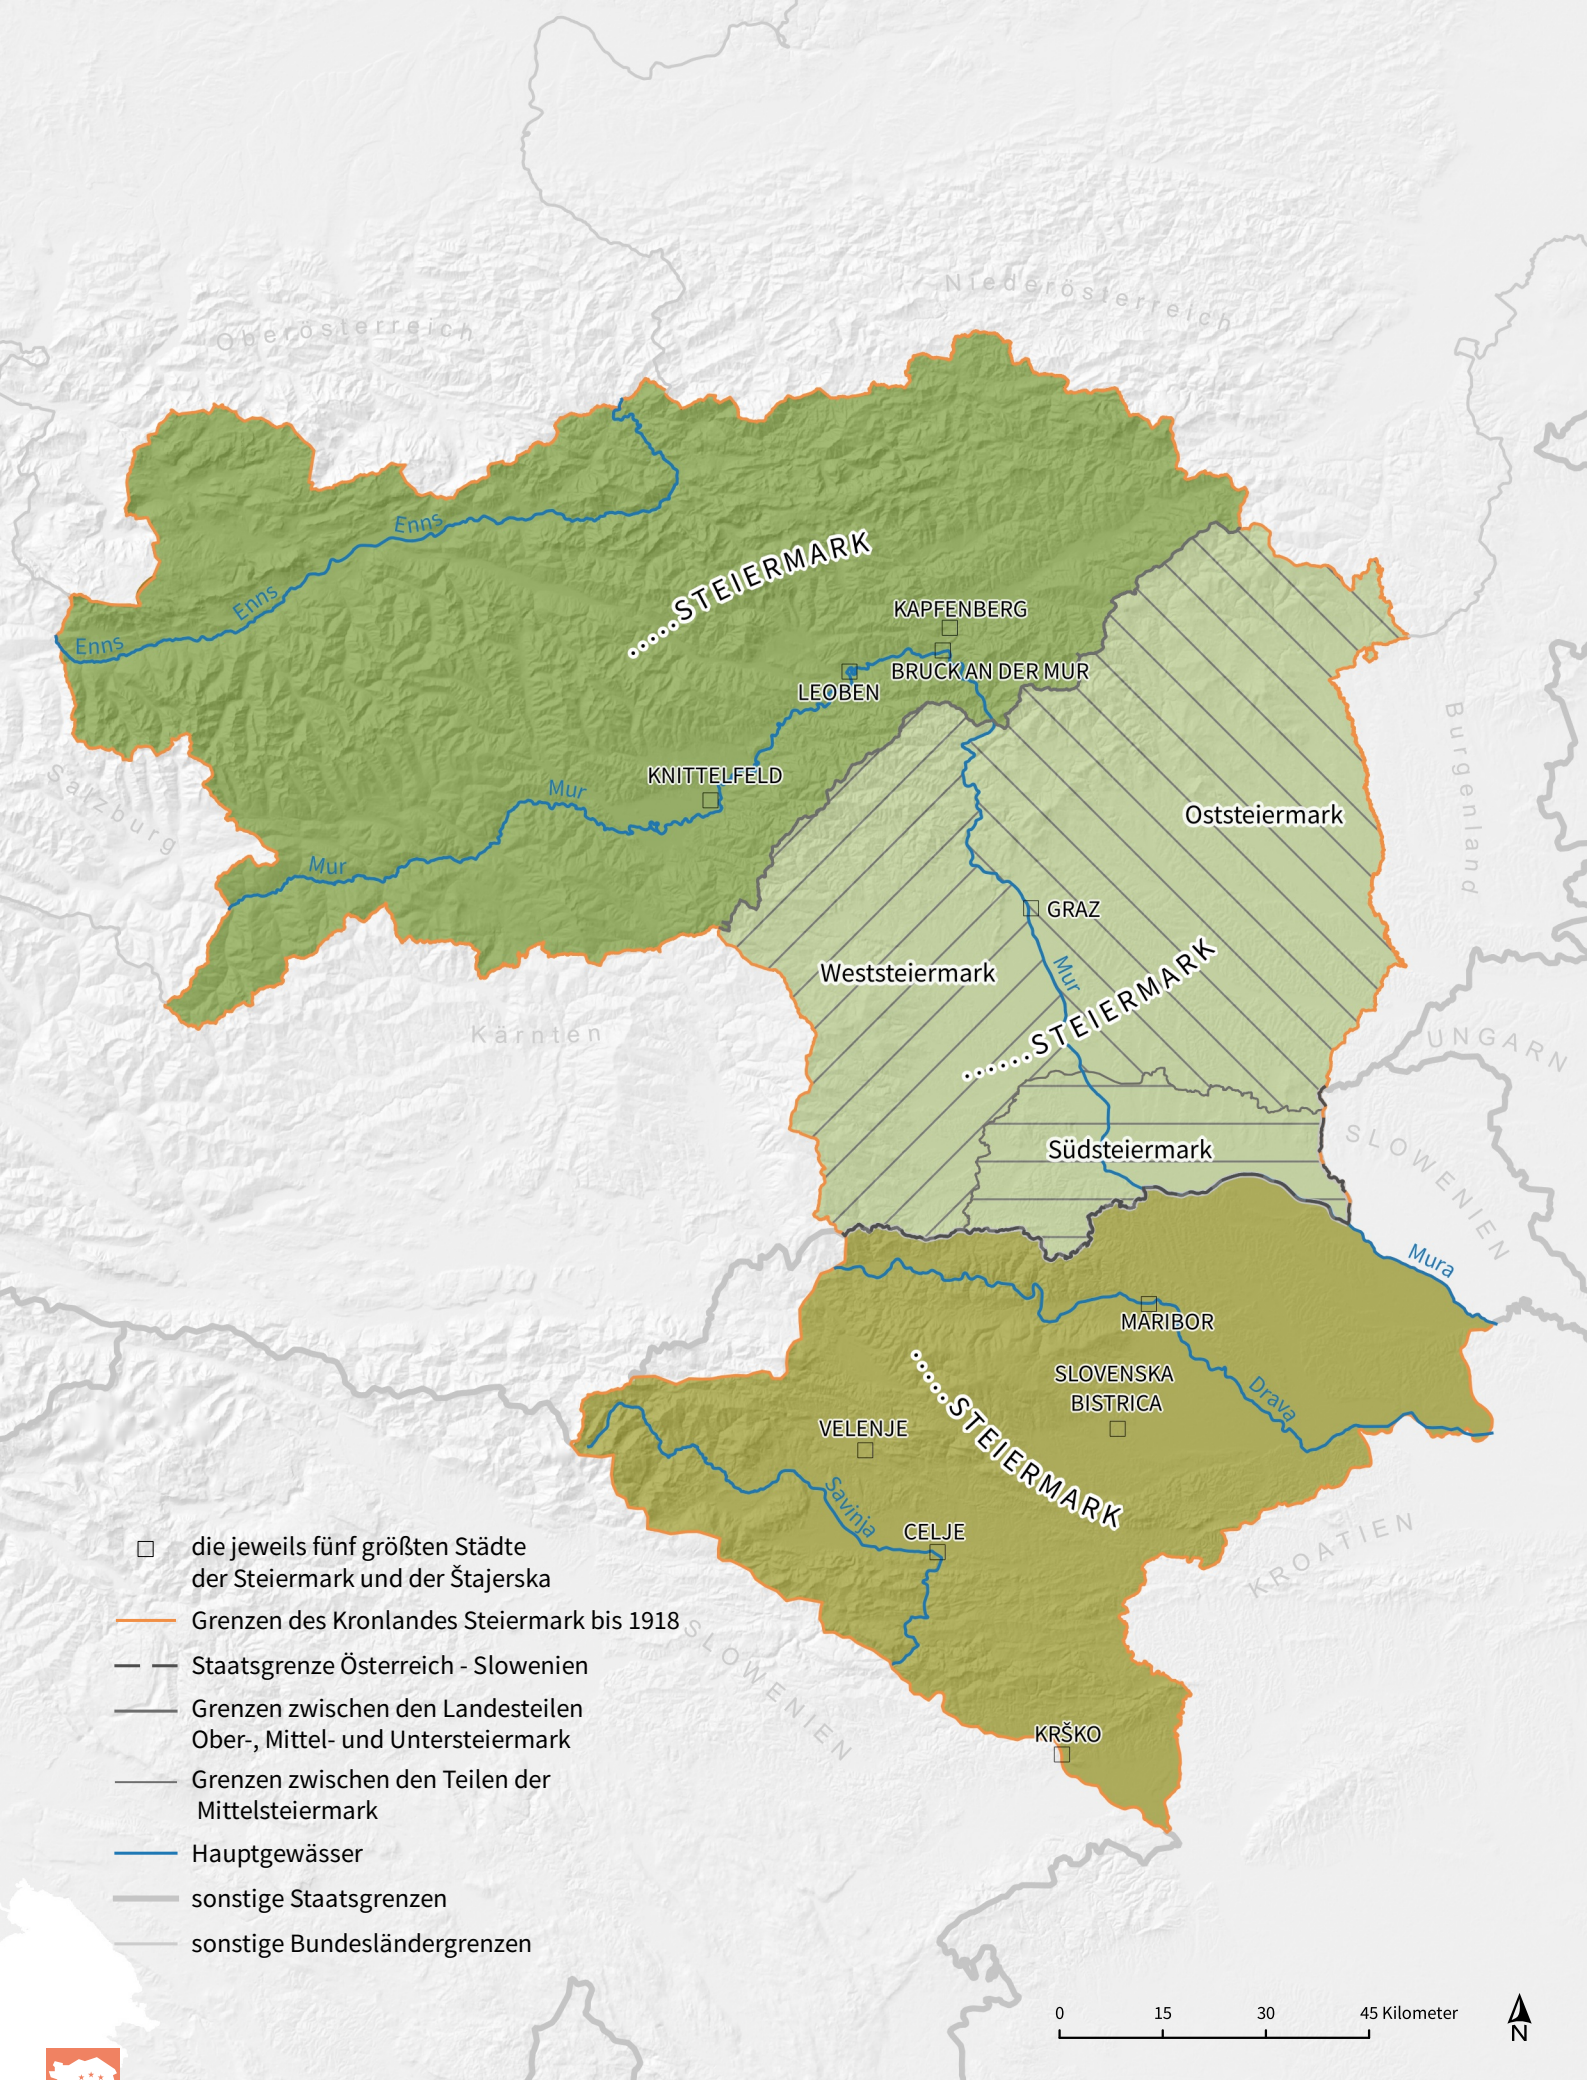 Niederösterreich
Oberösterreich
Enns
.....STEIERMARK
Enns
KAPFENBERG
Enns
BRUCK AN DER MUR
LEOBEN
Burgenland
Salzburg
KNITTELFELD
Mur
Oststeiermark
Mur
GRAZ
Weststeiermark
Mur
......STEIERMARK
Kärnten
UNGARN
SLOWENIEN
Südsteiermark
Mura
MARIBOR
SLOVENSKA
BISTRICA
Drava
.....STEIERMARK
VELENJE
Savinja
CELJE
KROATIEN
SLOWENIEN
KRŠKO
die jeweils fünf größten Städte
der Steiermark und der Štajerska
Grenzen des Kronlandes Steiermark bis 1918
Staatsgrenze Österreich - Slowenien
Grenzen zwischen den Landesteilen
Ober-, Mittel- und Untersteiermark
Grenzen zwischen den Teilen der
Mittelsteiermark
Hauptgewässer
sonstige Staatsgrenzen
sonstige Bundesländergrenzen
0 15 30 45 Kilometer
N